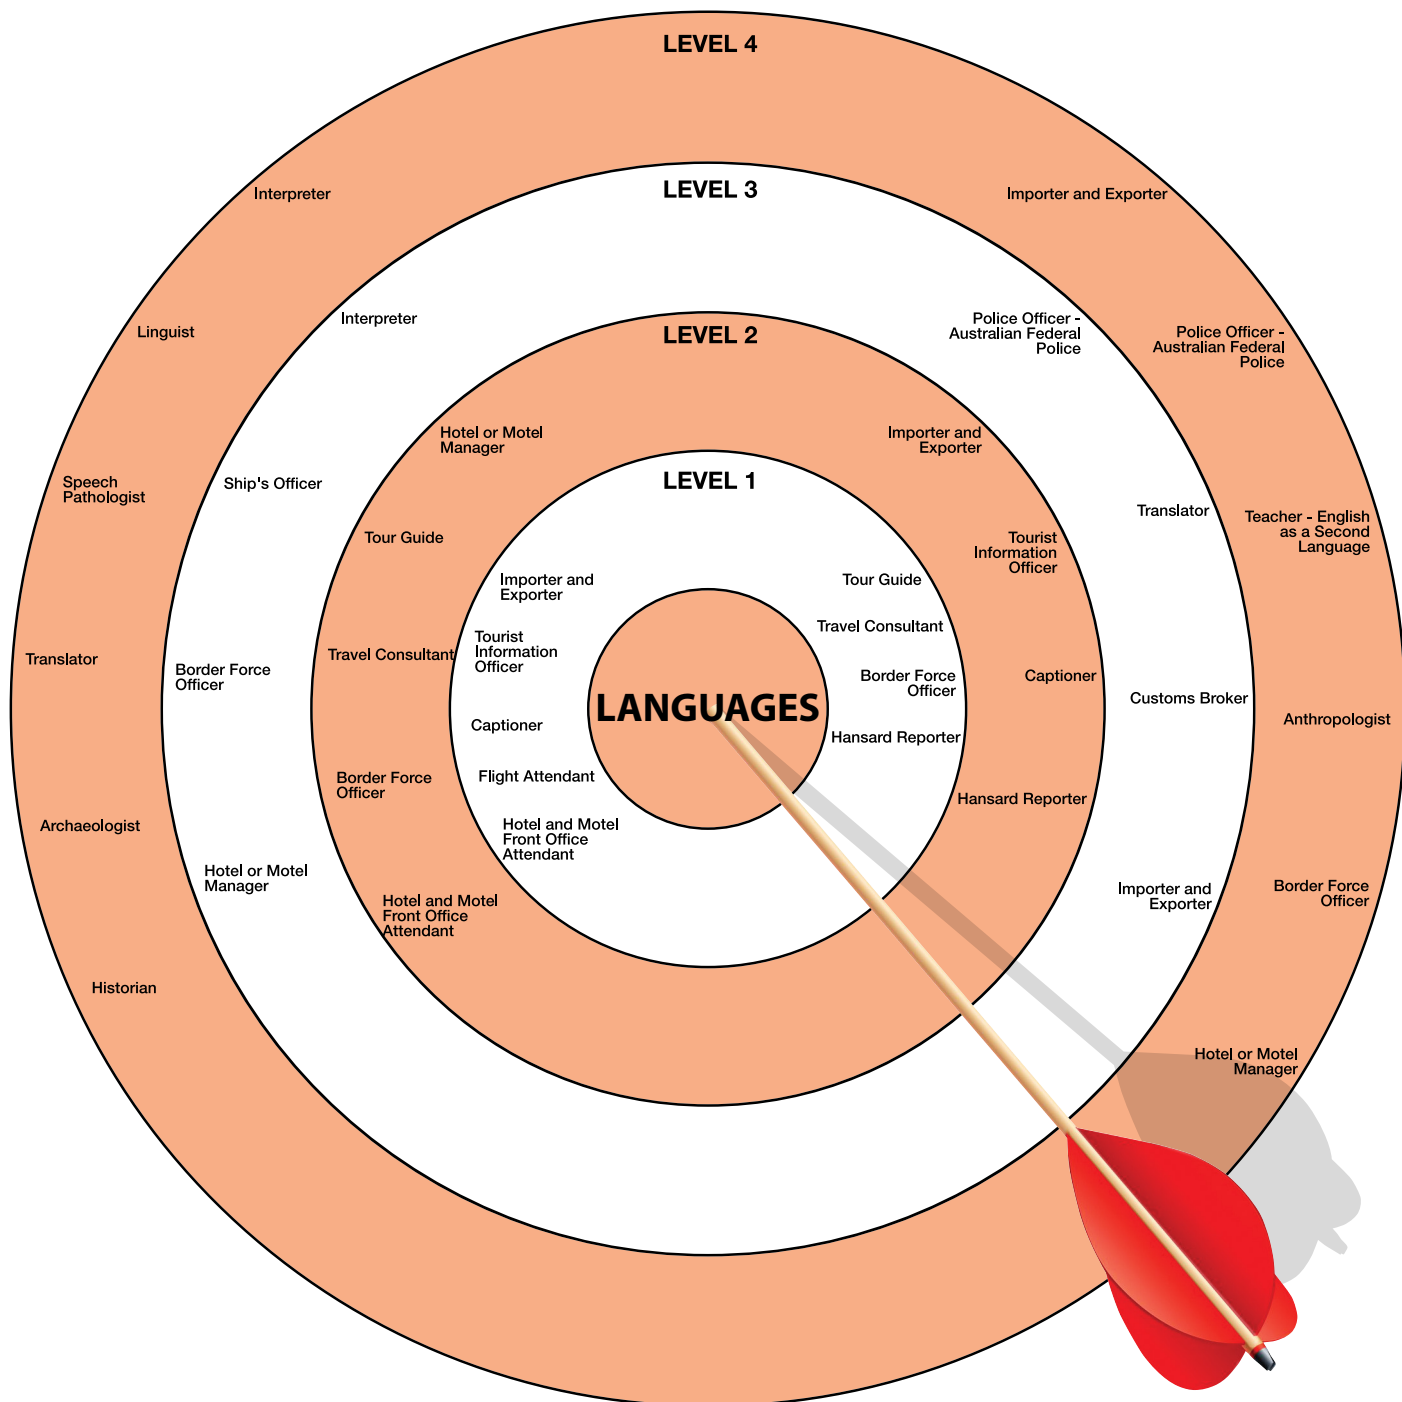 LEVEL 4
Interpreter
Importer and Exporter
Linguist
Police Officer -
Australian Federal
Police
Speech
Pathologist
Teacher - English
as a Second
Language
Translator
Anthropologist
Archaeologist
Border Force
Officer
Historian
Hotel or Motel
Manager
LEVEL 3
Interpreter
Police Officer -
Australian Federal
Police
Ship's Officer
Translator
Border Force
Officer
Customs Broker
Hotel or Motel
Manager
Importer and
Exporter
LEVEL 2
Hotel or Motel
Manager
Importer and
Exporter
Tour Guide
Tourist
Information
Officer
Travel Consultant
Captioner
Border Force
Officer
Hansard Reporter
Hotel and Motel
Front Office
Attendant
LEVEL 1
Importer and
Exporter
Tour Guide
Tourist
Information
Officer
Travel Consultant
Border Force
Officer
Captioner
Hansard Reporter
Flight Attendant
Hotel and Motel
Front Office
Attendant
LANGUAGES